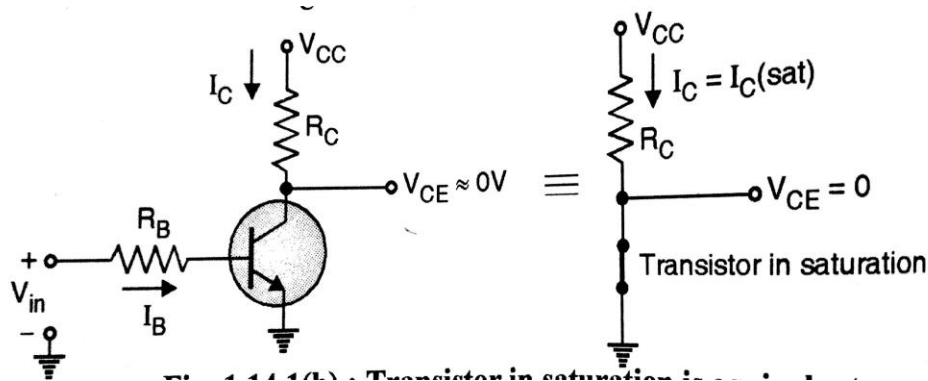 V_CC
I_C
R_C
V_CE ≈ 0V
R_B
+
V_in
I_B
−
≡
V_CC
I_C = I_C(sat)
R_C
V_CE = 0
Transistor in saturation
Transistor in saturation is